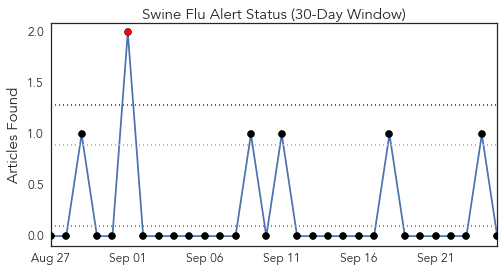 Swine Flu Alert Status (30-Day Window)
Articles Found
2.0
1.5
1.0
0.5
0.0
Aug 27 Sep 01 Sep 06 Sep 11 Sep 16 Sep 21